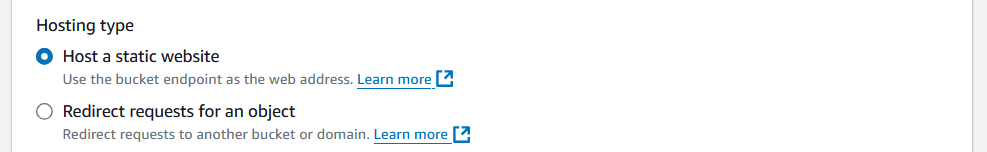 Hosting type
Host a static website
Use the bucket endpoint as the web address. Learn more
Redirect requests for an object
Redirect requests to another bucket or domain. Learn more